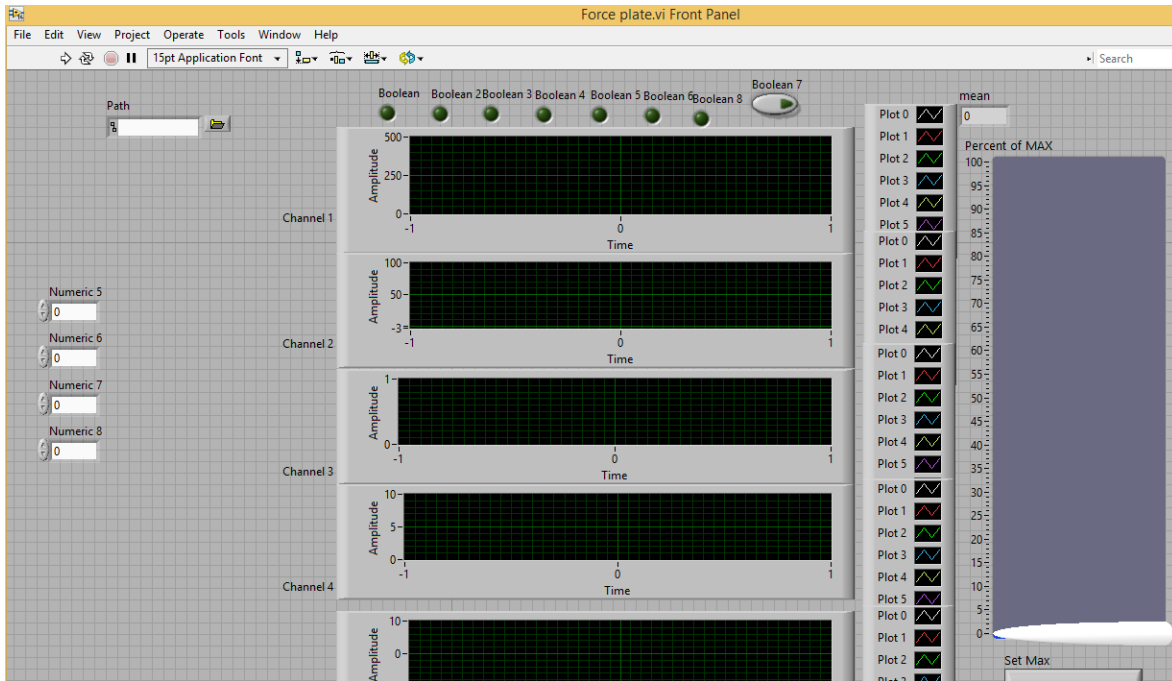 Force plate.vi Front Panel
File Edit View Project Operate Tools Window Help
15pt Application Font
Search
Path
Boolean Boolean 2 Boolean 3 Boolean 4 Boolean 5 Boolean 6 Boolean 8 Boolean 7
Numeric 5
0
Numeric 6
0
Numeric 7
0
Numeric 8
0
Channel 1
Amplitude
500
250
0
-1 0 1
Time
Channel 2
Amplitude
100
50
-3
-1 0 1
Time
Channel 3
Amplitude
1
0
-1 0 1
Time
Channel 4
Amplitude
10
5
0
-1 0 1
Time
Amplitude
10
0
Plot 0
Plot 1
Plot 2
Plot 3
Plot 4
Plot 5
Plot 0
Plot 1
Plot 2
Plot 3
Plot 4
Plot 0
Plot 1
Plot 2
Plot 3
Plot 4
Plot 5
Plot 0
Plot 1
Plot 2
Plot 3
Plot 4
Plot 5
Plot 0
Plot 1
Plot 2
mean
0
Percent of MAX
100
95
90
85
80
75
70
65
60
55
50
45
40
35
30
25
20
15
10
5
0
Set Max